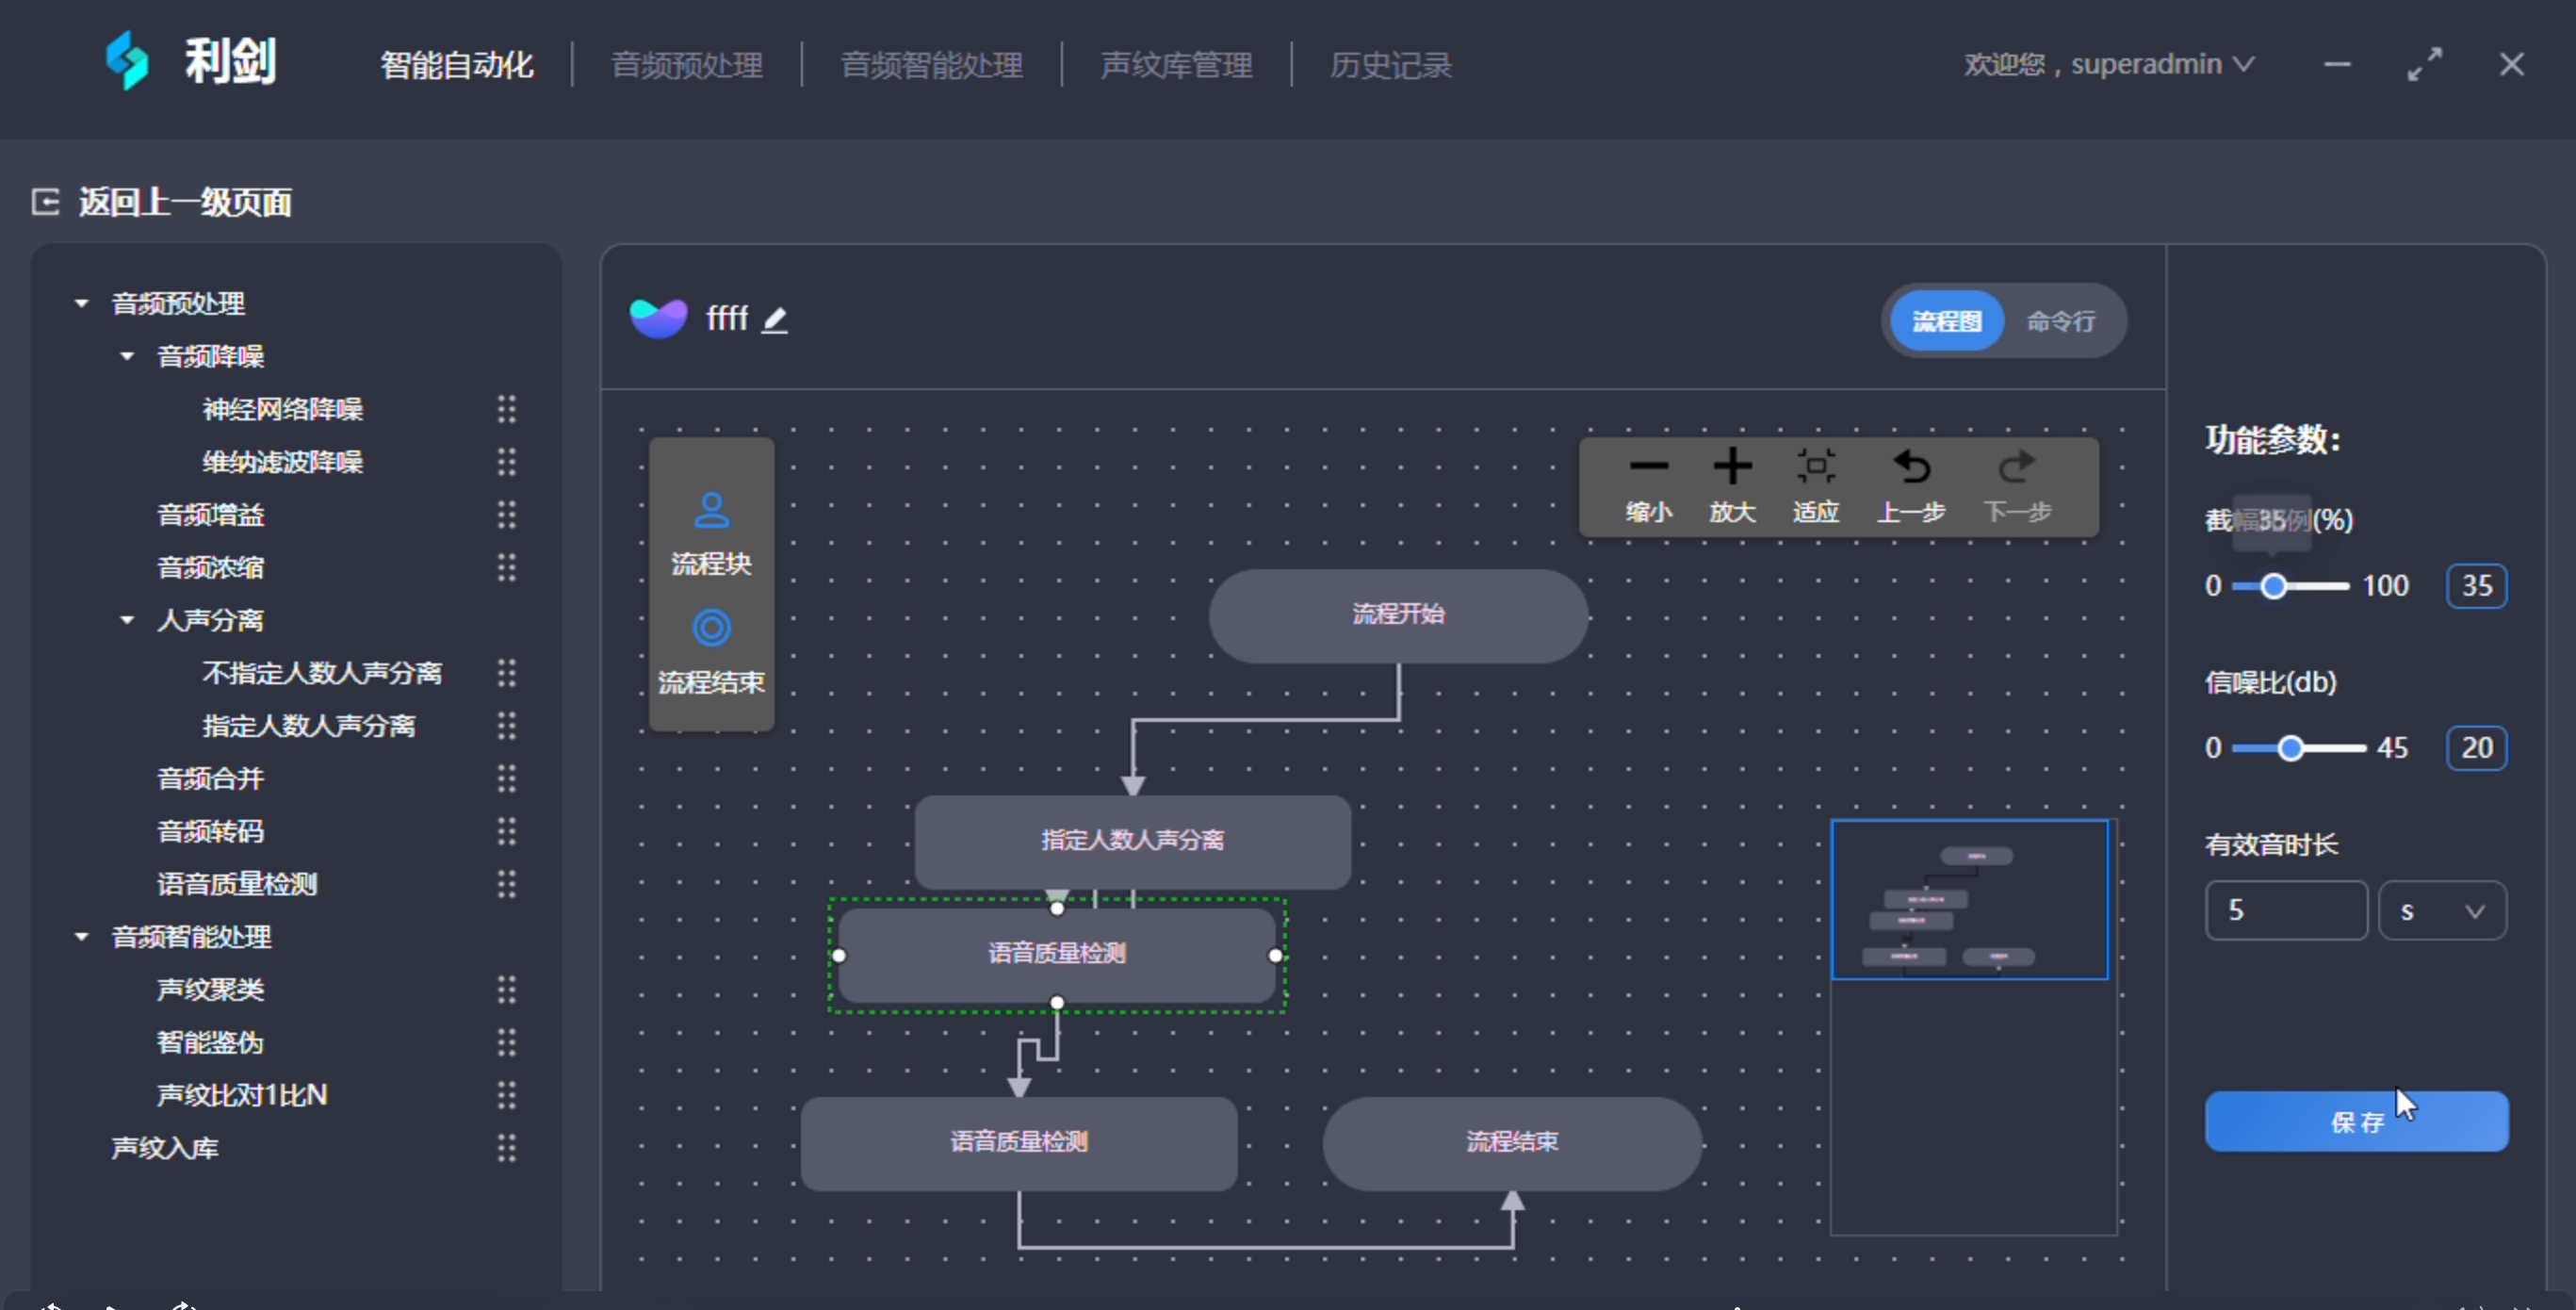 利剑
智能自动化
音频预处理
音频智能处理
声纹库管理
历史记录
欢迎您，superadmin
返回上一级页面
音频预处理
音频降噪
神经网络降噪
维纳滤波降噪
音频增益
音频浓缩
人声分离
不指定人数人声分离
指定人数人声分离
音频合并
音频转码
语音质量检测
音频智能处理
声纹聚类
智能鉴伪
声纹比对1比N
声纹入库
ffff
流程图
命令行
流程块
流程结束
缩小
放大
适应
上一步
下一步
流程开始
指定人数人声分离
语音质量检测
语音质量检测
流程结束
功能参数:
截幅比例(%)
35
0
100
35
信噪比(db)
0
45
20
有效音时长
5
s
保存